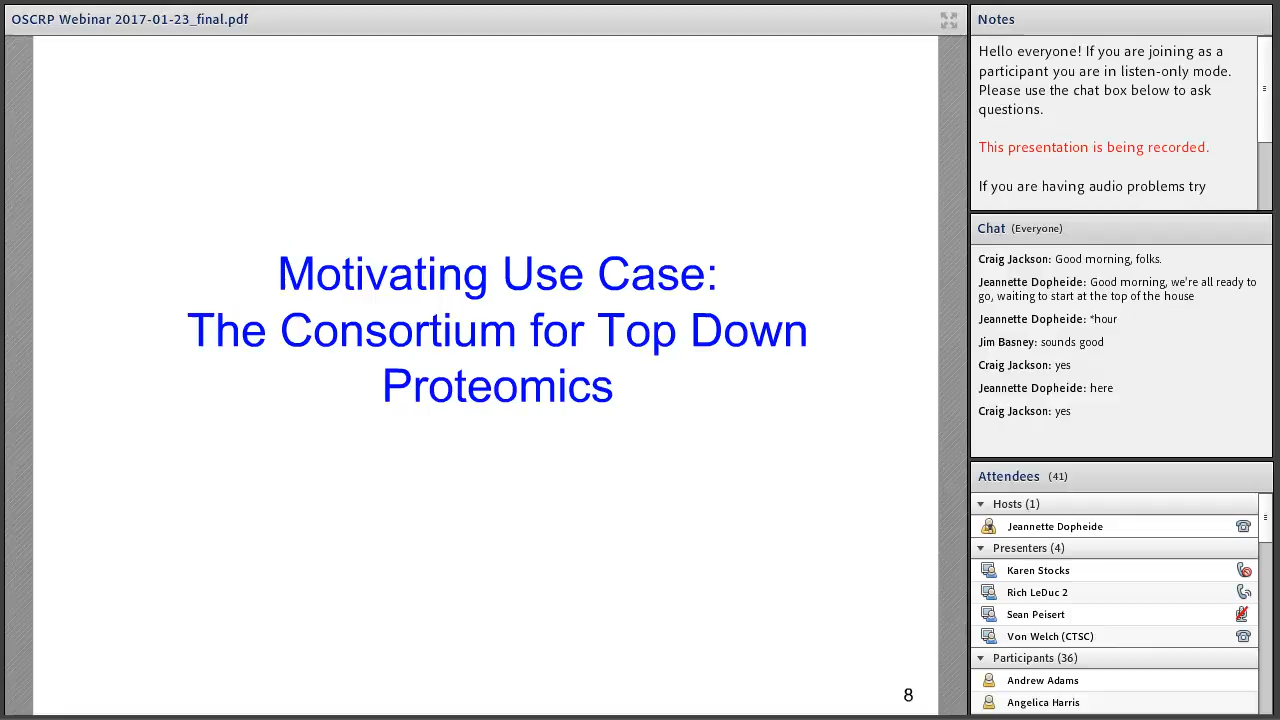 OSCRP Webinar 2017-01-23_final.pdf
Motivating Use Case:
The Consortium for Top Down
Proteomics
8
Notes
Hello everyone! If you are joining as a
participant you are in listen-only mode.
Please use the chat box below to ask
questions.
This presentation is being recorded.
If you are having audio problems try
Chat (Everyone)
Craig Jackson: Good morning, folks.
Jeannette Dopheide: Good morning, we're all ready to
go, waiting to start at the top of the house
Jeannette Dopheide: *hour
Jim Basney: sounds good
Craig Jackson: yes
Jeannette Dopheide: here
Craig Jackson: yes
Attendees (41)
Hosts (1)
Jeannette Dopheide
Presenters (4)
Karen Stocks
Rich LeDuc 2
Sean Peisert
Von Welch (CTSC)
Participants (36)
Andrew Adams
Angelica Harris